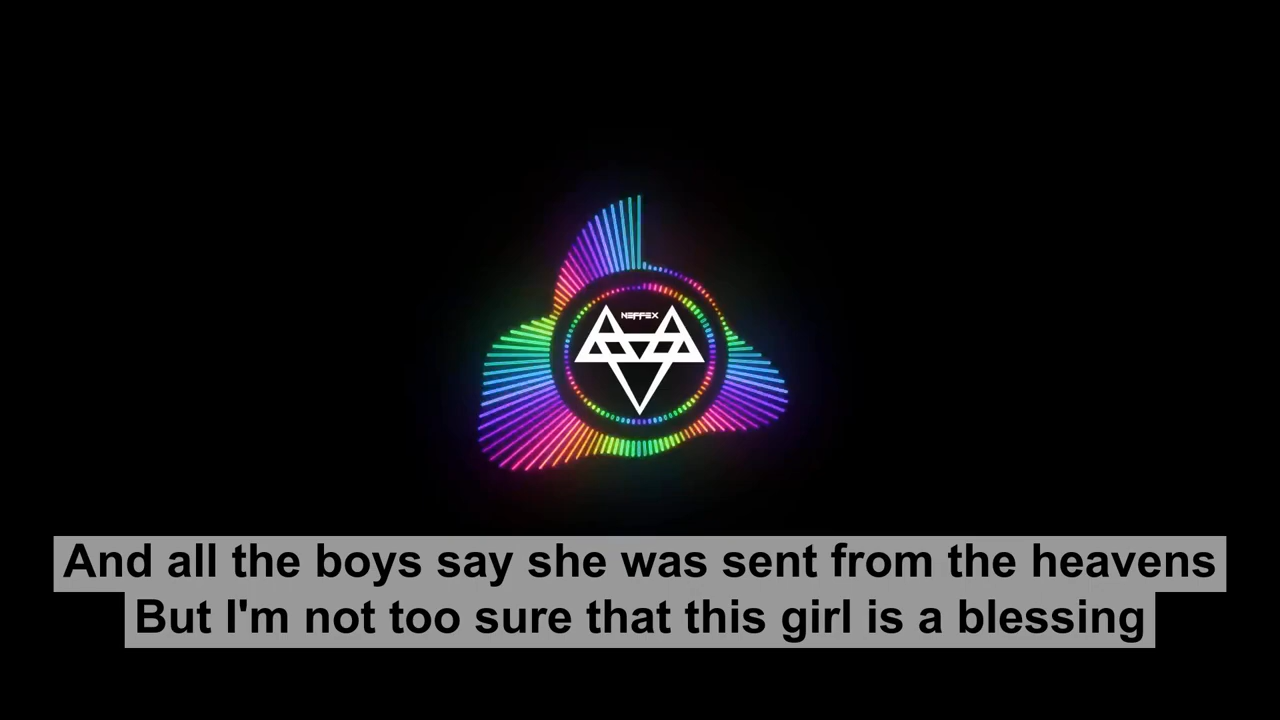 NEFFEX
And all the boys say she was sent from the heavens
But I'm not too sure that this girl is a blessing